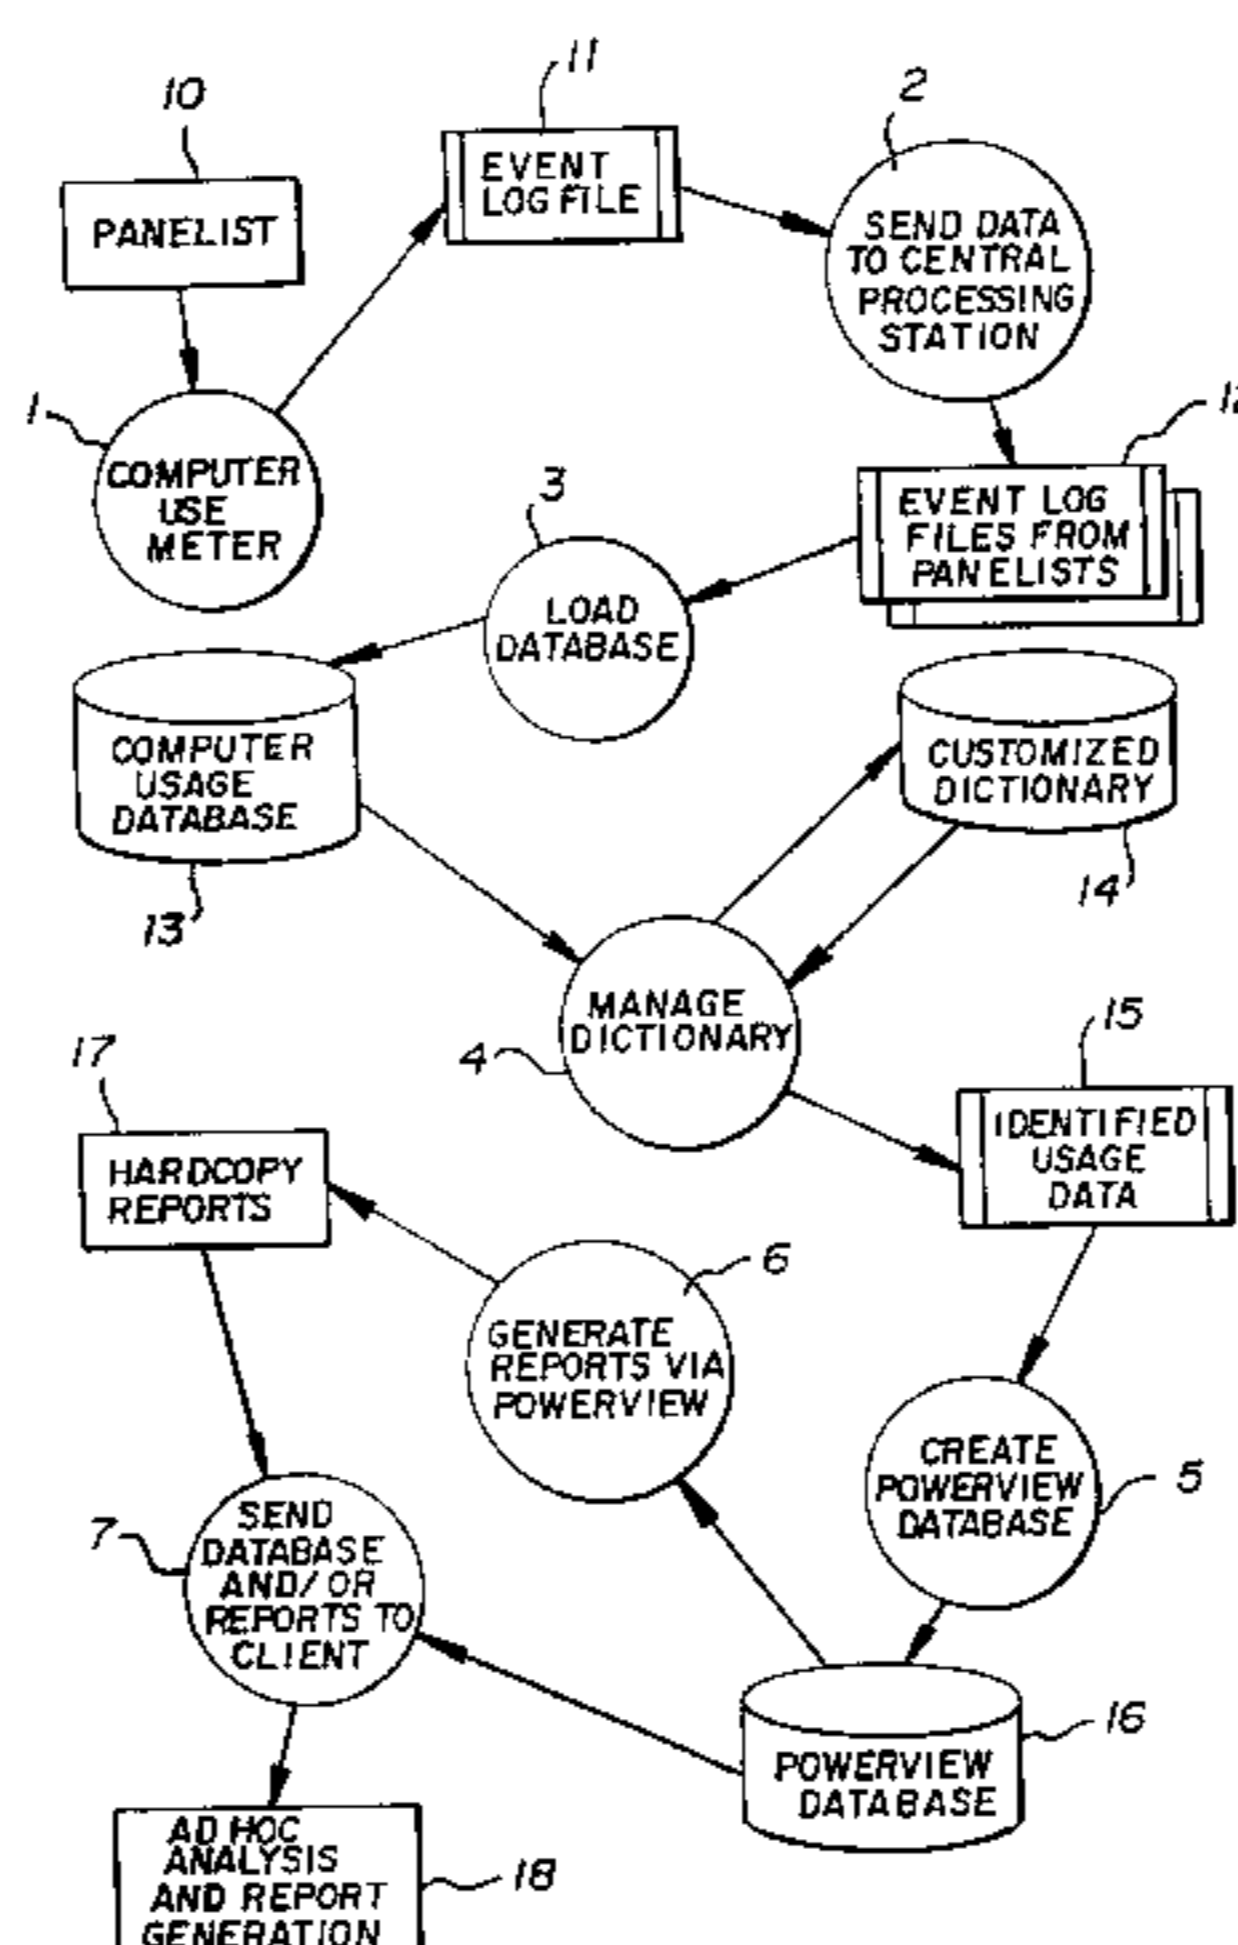 10
PANELIST
11
EVENT
LOG FILE
2
SEND DATA
TO CENTRAL
PROCESSING
STATION
1
COMPUTER
USE
METER
12
EVENT LOG
FILES FROM
PANELISTS
3
LOAD
DATABASE
COMPUTER
USAGE
DATABASE
13
CUSTOMIZED
DICTIONARY
14
MANAGE
DICTIONARY
4
15
IDENTIFIED
USAGE
DATA
17
HARDCOPY
REPORTS
6
GENERATE
REPORTS VIA
POWERVIEW
CREATE
POWERVIEW
DATABASE
5
7
SEND
DATABASE
AND/OR
REPORTS TO
CLIENT
16
POWERVIEW
DATABASE
AD HOC
ANALYSIS
AND REPORT
GENERATION
18